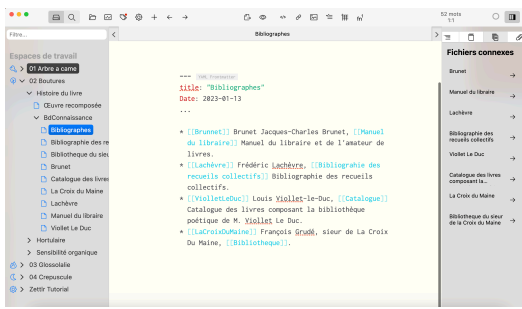 52 mots
1:1
Filtre...
Bibliographes
Espaces de travail
01 Arbre a came
02 Boutures
Histoire du livre
Œuvre recomposée
BdConnaissance
Bibliographes
Bibliographie des re
Bibliotheque du sieu
Brunet
Catalogue des livres
La Croix du Maine
Lachèvre
Manuel du libraire
Viollet Le Duc
Hortulaire
Sensibilité organique
03 Glossolalie
04 Crepuscule
Zettlr Tutorial
--- YAML Frontmatter
title: "Bibliographes"
Date: 2023-01-13
...
* [[Brunnet]] Brunet Jacques-Charles Brunet, [[Manuel
du libraire]] Manuel du libraire et de l'amateur de
livres.
* [[Lachêvre]] Frédéric Lachèvre, [[Bibliograhie des
recueils collectifs]] Bibliographie des recueils
collectifs.
* [[ViolletLeDuc]] Louis Viollet-le-Duc, [[Catalogue]]
Catalogue des livres composant la bibliothèque
poétique de M. Viollet Le Duc.
* [[LaCroixDuMaine]] François Grudé, sieur de La Croix
Du Maine, [[Bibliotheque]].
Fichiers connexes
Brunet
Manuel du libraire
Lachèvre
Bibliographie des
recueils collectifs
Viollet Le Duc
Catalogue des livres
composant la...
La Croix du Maine
Bibliotheque du sieur
de la Croix du Maine